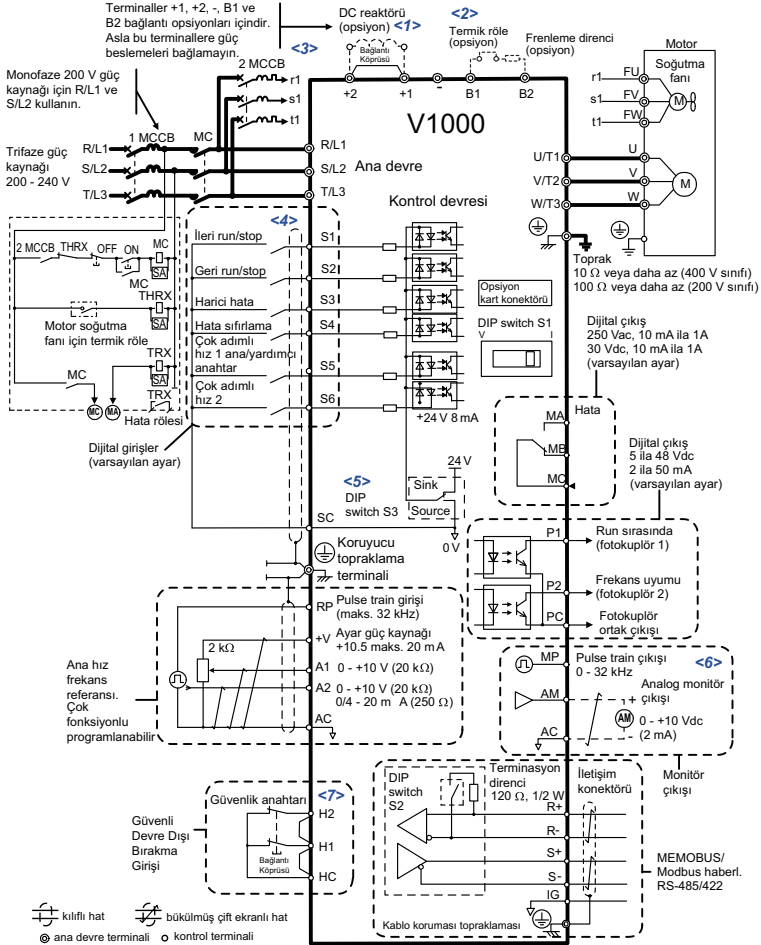 Terminaller +1, +2, -, B1 ve
B2 bağlantı opsiyonları içindir.
Asla bu terminallere güç
beslemeleri bağlamayın.
DC reaktörü
(opsiyon)
<1>
<2>
Termik röle
(opsiyon)
Frenleme direnci
(opsiyon)
Bağlantı
Köprüsü
<3>
2 MCCB
r1
s1
t1
+2
+1
-
B1
B2
Motor
Soğutma
fanı
r1
FU
s1
FV
t1
FW
M
Monofaze 200 V güç
kaynağı için R/L1 ve
S/L2 kullanın.
1 MCCB
MC
V1000
Trifaze güç
kaynağı
200 - 240 V
R/L1
S/L2
T/L3
R/L1
S/L2
T/L3
Ana devre
U/T1
V/T2
W/T3
U
V
W
M
Kontrol devresi
Toprak
10 Ω veya daha az (400 V sınıfı)
100 Ω veya daha az (200 V sınıfı)
2 MCCB
THRX
OFF
ON
MC
SA
MC
THRX
SA
Motor soğutma
fanı için termik röle
TRX
SA
MC
TRX
MC
MA
Hata rölesi
<4>
İleri run/stop
S1
Geri run/stop
S2
Harici hata
S3
Hata sıfırlama
S4
Çok adımlı
hız 1 ana/yardımcı
anahtar
S5
Çok adımlı
hız 2
S6
Dijital girişler
(varsayılan ayar)
+24 V 8 mA
Opsiyon
kart konektörü
DIP switch S1
V
I
Dijital çıkış
250 Vac, 10 mA ila 1A
30 Vdc, 10 mA ila 1A
(varsayılan ayar)
MA
Hata
MB
MC
<5>
DIP
switch S3
24 V
Sink
Source
0 V
SC
Dijital çıkış
5 ila 48 Vdc
2 ila 50 mA
(varsayılan ayar)
Koruyucu
topraklama
terminali
P1
Run sırasında
(fotokuplör 1)
P2
Frekans uyumu
(fotokuplör 2)
PC
Fotokuplör
ortak çıkışı
RP
Pulse train girişi
(maks. 32 kHz)
+V
Ayar güç kaynağı
+10.5 maks. 20 mA
2 kΩ
A1
0 - +10 V (20 kΩ)
A2
0 - +10 V (20 kΩ)
0/4 - 20 m A (250 Ω)
AC
Ana hız
frekans
referansı.
Çok
fonksiyonlu
programlanabilir
MP
Pulse train çıkışı
0 - 32 kHz
<6>
AM
Analog monitör
çıkışı
+
AM
0 - +10 Vdc
(2 mA)
-
AC
Monitör
çıkışı
Güvenlik anahtarı
<7>
H2
H1
HC
Bağlantı
Köprüsü
Güvenli
Devre Dışı
Bırakma
Girişi
DIP
switch
S2
Terminasyon
direnci
120 Ω, 1/2 W
İletişim
konektörü
R+
R-
S+
S-
IG
Kablo koruması topraklaması
MEMOBUS/
Modbus haberl.
RS-485/422
kılıflı hat
bükülmüş çift ekranlı hat
ana devre terminali
kontrol terminali